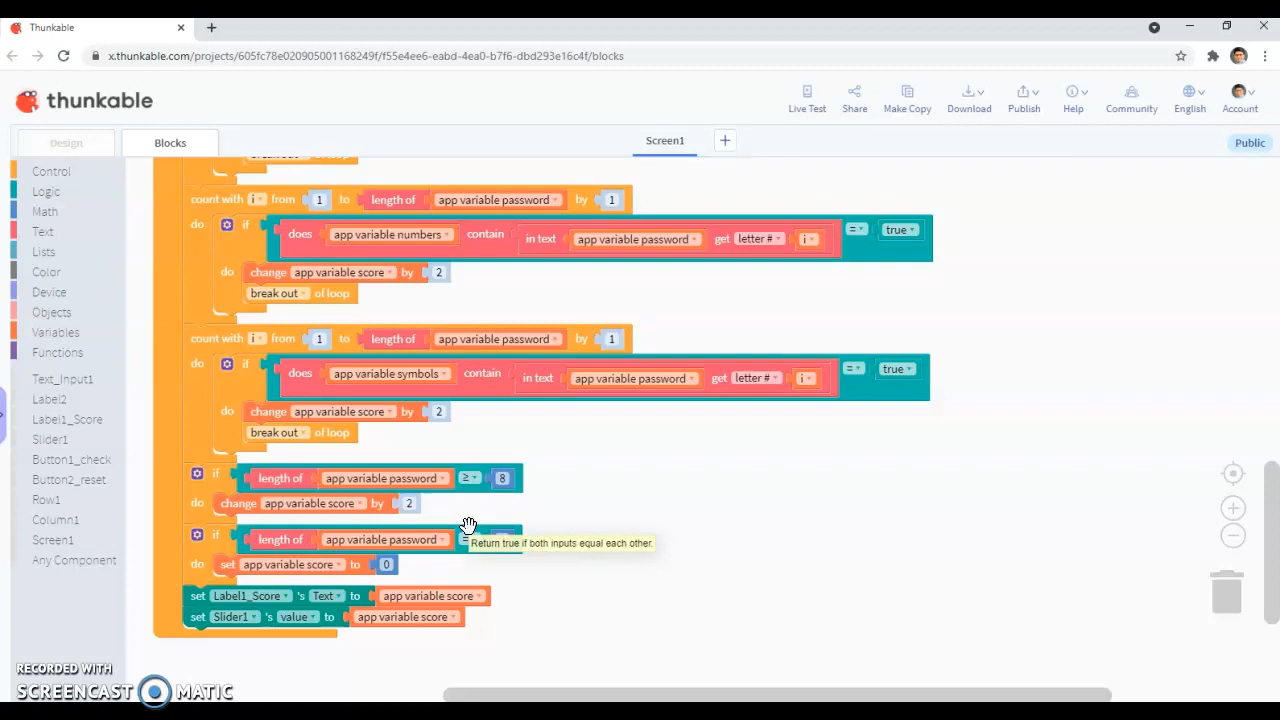 Thunkable
x.thunkable.com/projects/605fc78e020905001168249f/f55e4ee6-eabd-4ea0-b7f6-dbd293e16c4f/blocks
thunkable
Live Test Share Make Copy Download Publish Help Community English Account
Design Blocks Screen1 Public
Control
Logic
Math
Text
Lists
Color
Device
Objects
Variables
Functions
Text_Input1
Label2
Label1_Score
Slider1
Button1_check
Button2_reset
Row1
Column1
Screen1
Any Component
of loop
count with i from 1 to length of app variable password by 1
do if does app variable numbers contain in text app variable password get letter # i = true
do change app variable score by 2
break out of loop
count with i from 1 to length of app variable password by 1
do if does app variable symbols contain in text app variable password get letter # i = true
do change app variable score by 2
break out of loop
if length of app variable password ≥ 8
do change app variable score by 2
if length of app variable password =
Return true if both inputs equal each other.
do set app variable score to 0
set Label1_Score 's Text to app variable score
set Slider1 's value to app variable score
RECORDED WITH
SCREENCAST MATIC